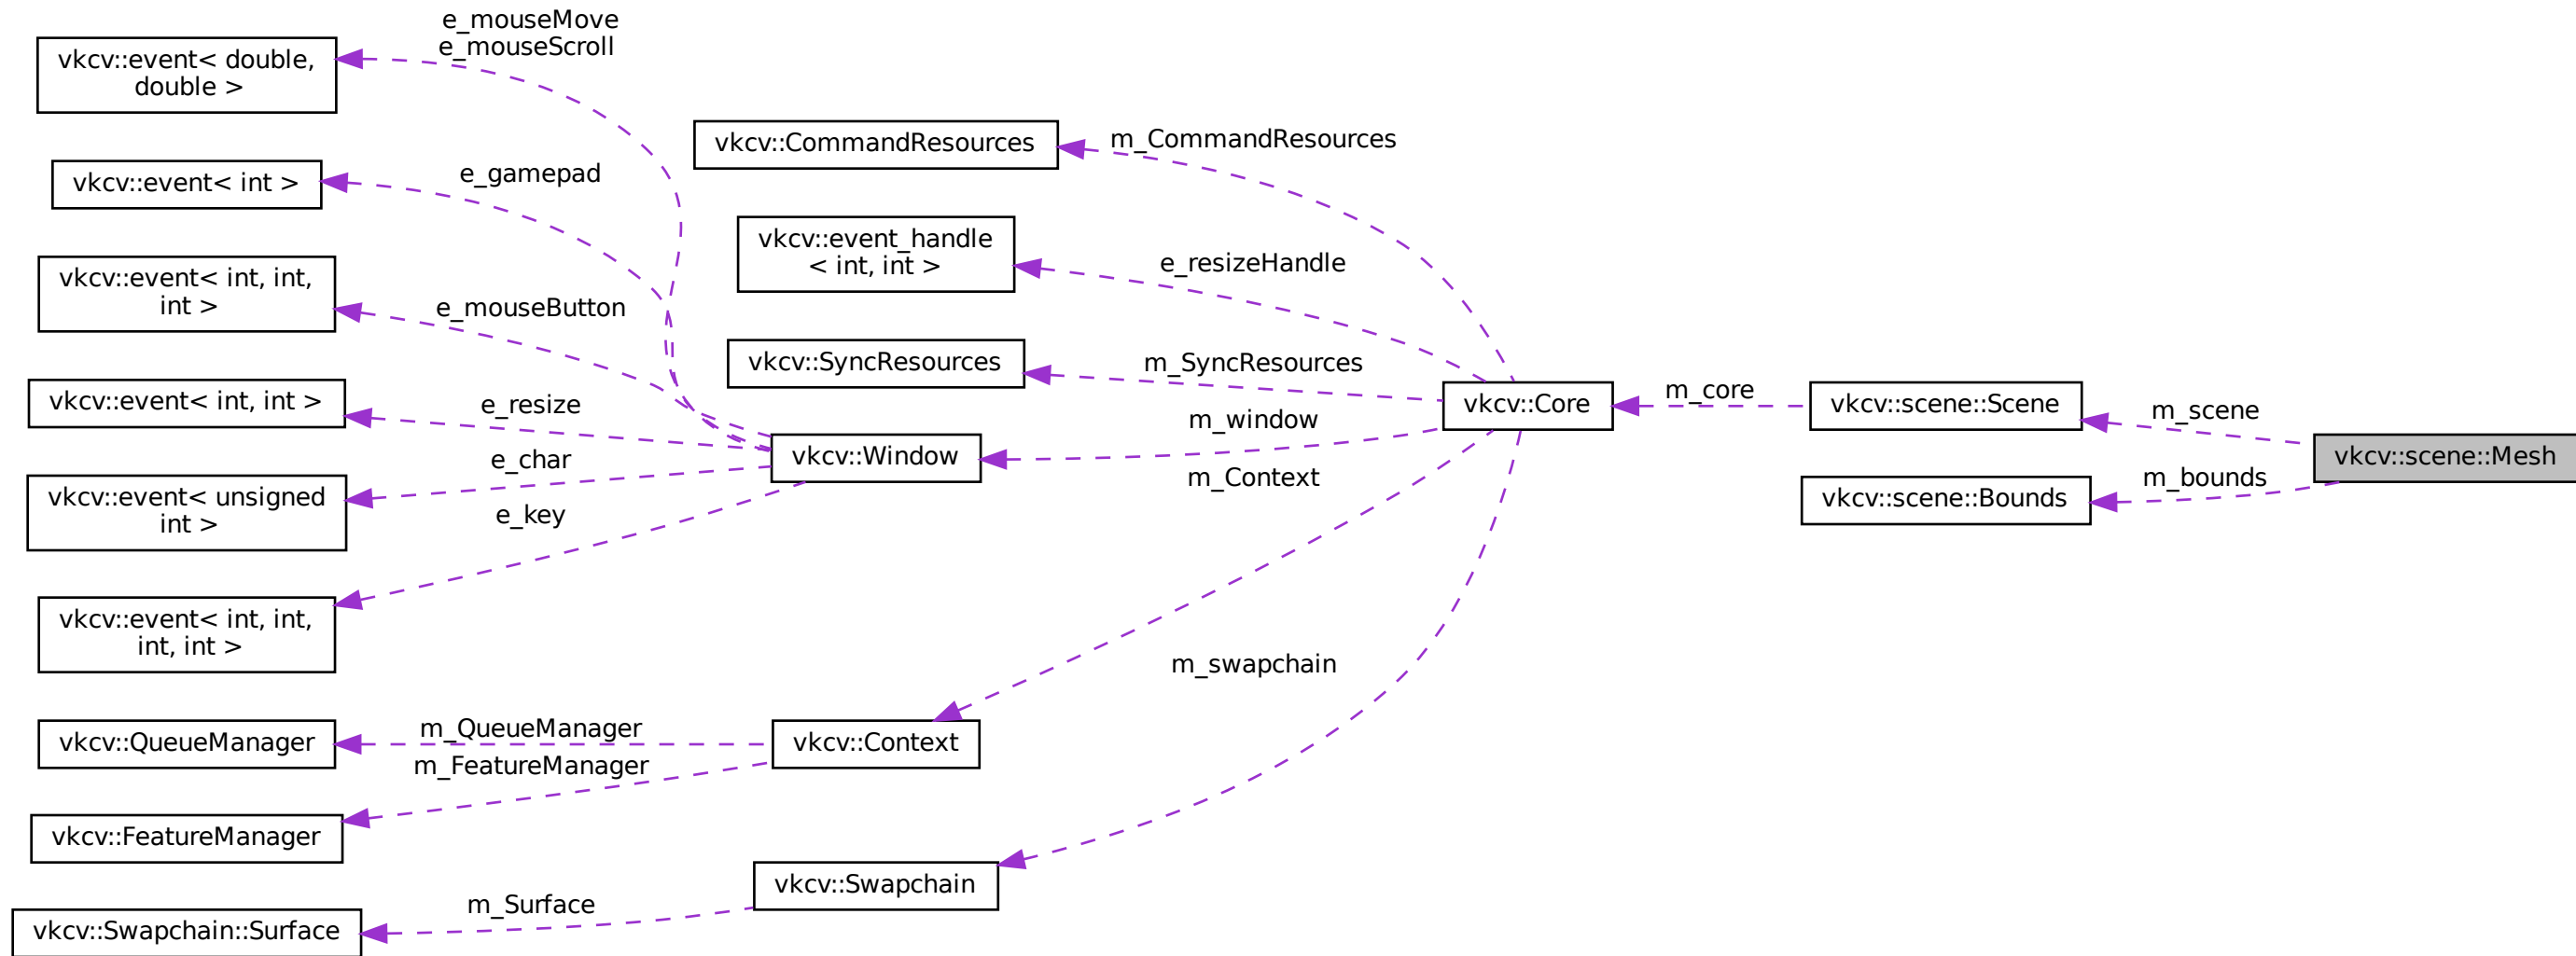 e_mouseMove
e_mouseScroll
vkcv::event< double,
double >
vkcv::CommandResources
m_CommandResources
vkcv::event< int >
e_gamepad
vkcv::event_handle
< int, int >
e_resizeHandle
vkcv::event< int, int,
int >
e_mouseButton
vkcv::SyncResources
m_SyncResources
vkcv::event< int, int >
e_resize
vkcv::Core
m_core
vkcv::scene::Scene
m_scene
m_window
vkcv::Window
vkcv::scene::Mesh
e_char
m_Context
m_bounds
vkcv::scene::Bounds
vkcv::event< unsigned
int >
e_key
vkcv::event< int, int,
int, int >
m_swapchain
vkcv::QueueManager
m_QueueManager
vkcv::Context
m_FeatureManager
vkcv::FeatureManager
vkcv::Swapchain
m_Surface
vkcv::Swapchain::Surface